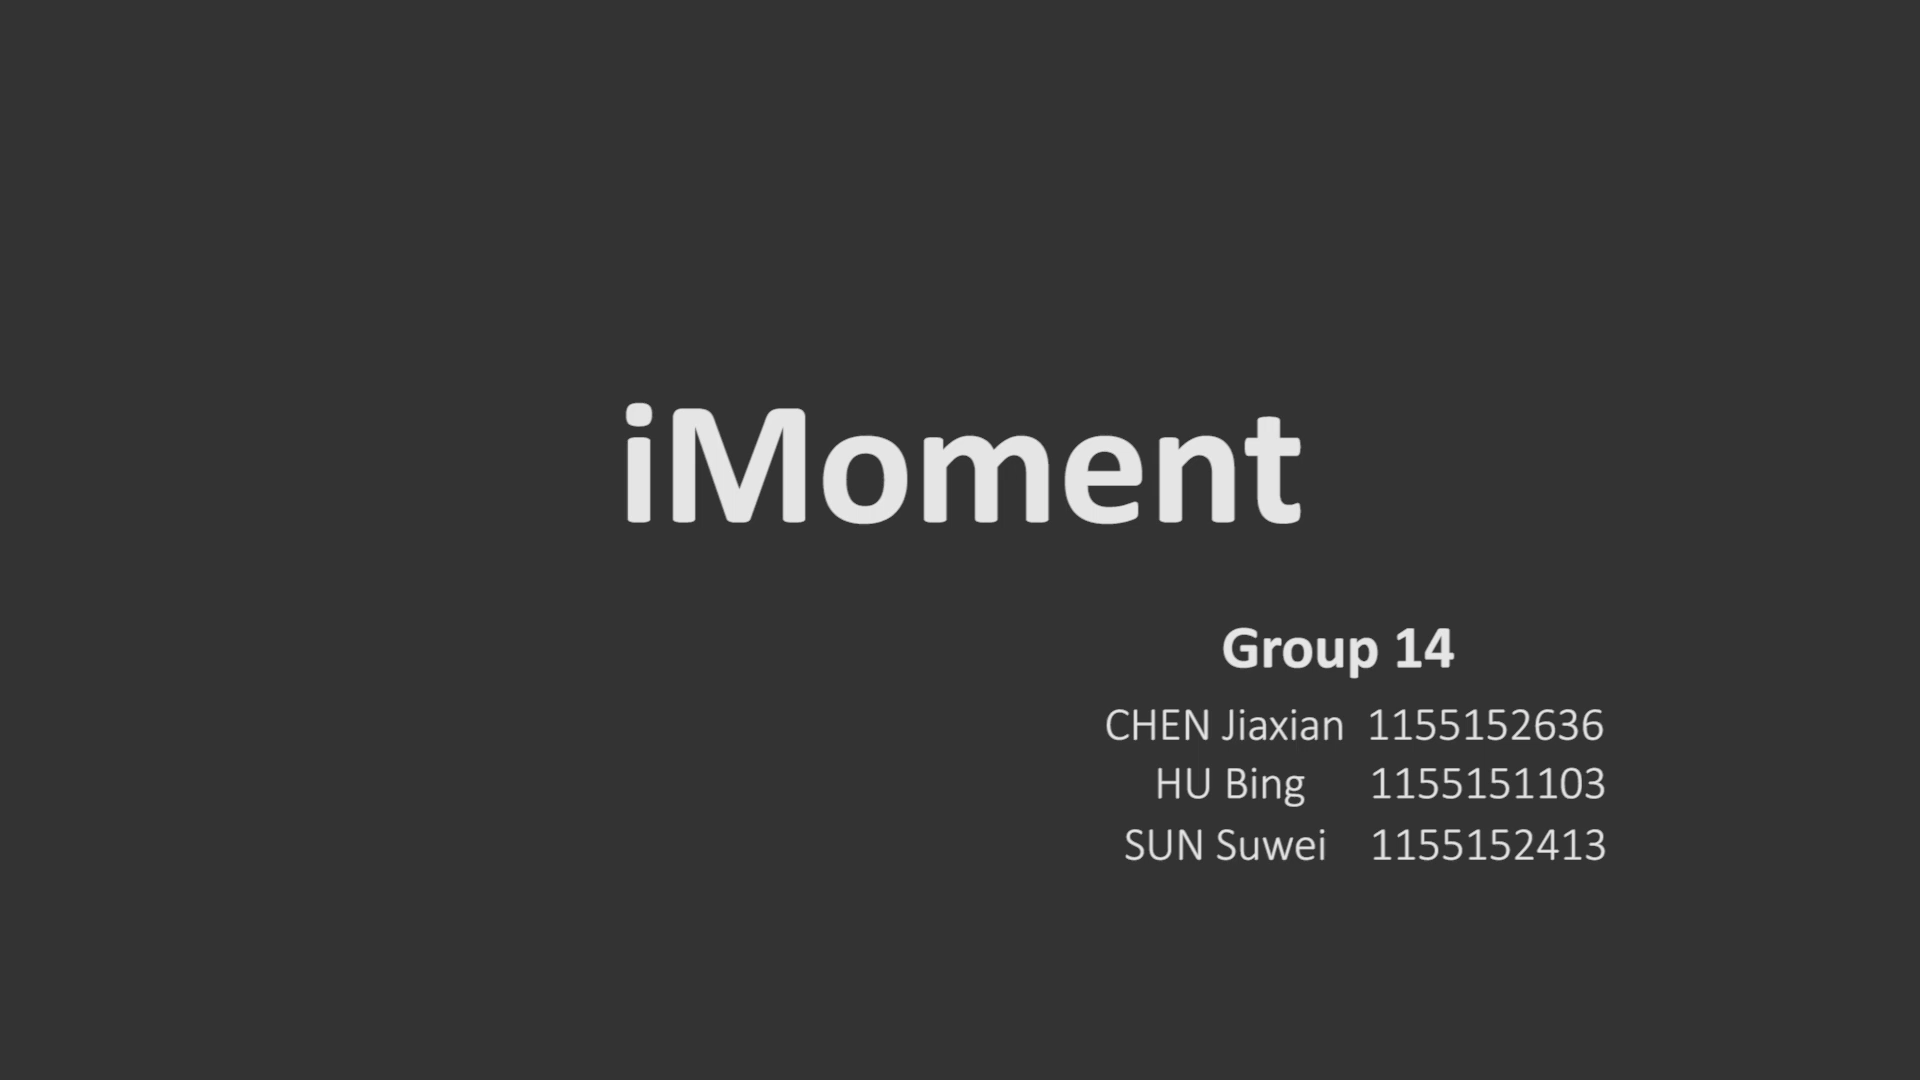 iMoment
Group 14
CHEN Jiaxian 1155152636
HU Bing 1155151103
SUN Suwei 1155152413